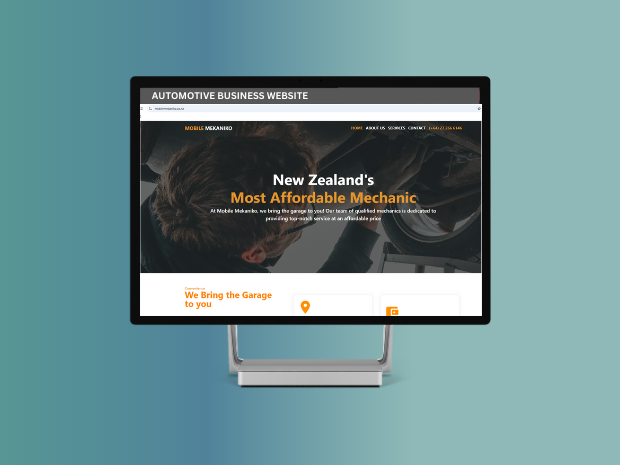 AUTOMOTIVE BUSINESS WEBSITE
MOBILE MEKANIKO
HOME ABOUT US SERVICES CONTACT
New Zealand's
Most Affordable Mechanic
At Mobile Mekaniko, we bring the garage to you! Our team of qualified mechanics is dedicated to
providing top-notch service at an affordable price
We Bring the Garage
to you